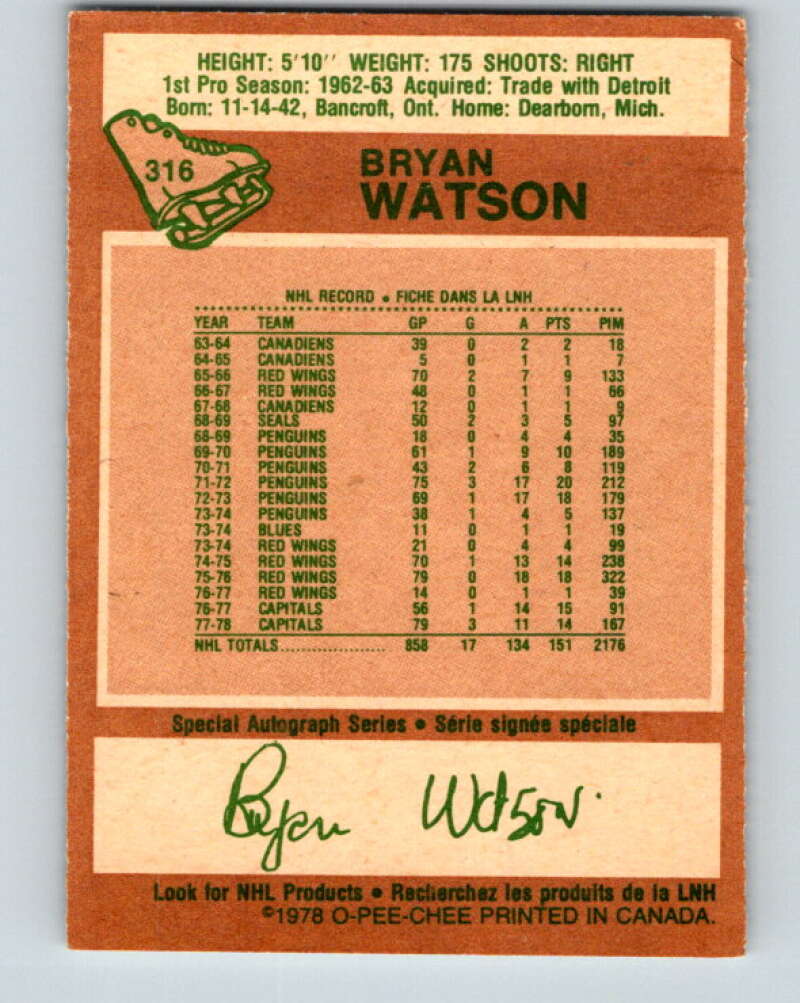 HEIGHT: 5'10'' WEIGHT: 175 SHOOTS: RIGHT
1st Pro Season: 1962-63 Acquired: Trade with Detroit
Born: 11-14-42, Bancroft, Ont. Home: Dearborn, Mich.
316
BRYAN
WATSON
NHL RECORD • FICHE DANS LA LNH
YEAR TEAM GP G A PTS PIM
63-64 CANADIENS 39 0 2 2 18
64-65 CANADIENS 5 0 1 1 7
65-66 RED WINGS 70 2 7 9 133
66-67 RED WINGS 48 0 1 1 66
67-68 CANADIENS 12 0 1 1 9
68-69 SEALS 50 2 3 5 97
68-69 PENGUINS 18 0 4 4 35
69-70 PENGUINS 61 1 9 10 189
70-71 PENGUINS 43 2 6 8 119
71-72 PENGUINS 75 3 17 20 212
72-73 PENGUINS 69 1 17 18 179
73-74 PENGUINS 38 1 4 5 137
73-74 BLUES 11 0 1 1 19
73-74 RED WINGS 21 0 4 4 99
74-75 RED WINGS 70 1 13 14 238
75-76 RED WINGS 79 0 18 18 322
76-77 RED WINGS 14 0 1 1 39
76-77 CAPITALS 56 1 14 15 91
77-78 CAPITALS 79 3 11 14 167
NHL TOTALS.................... 858 17 134 151 2176
Special Autograph Series • Série signée spéciale
Bryan Watson
Look for NHL Products • Recherchez les produits de la LNH
©1978 O-PEE-CHEE PRINTED IN CANADA.